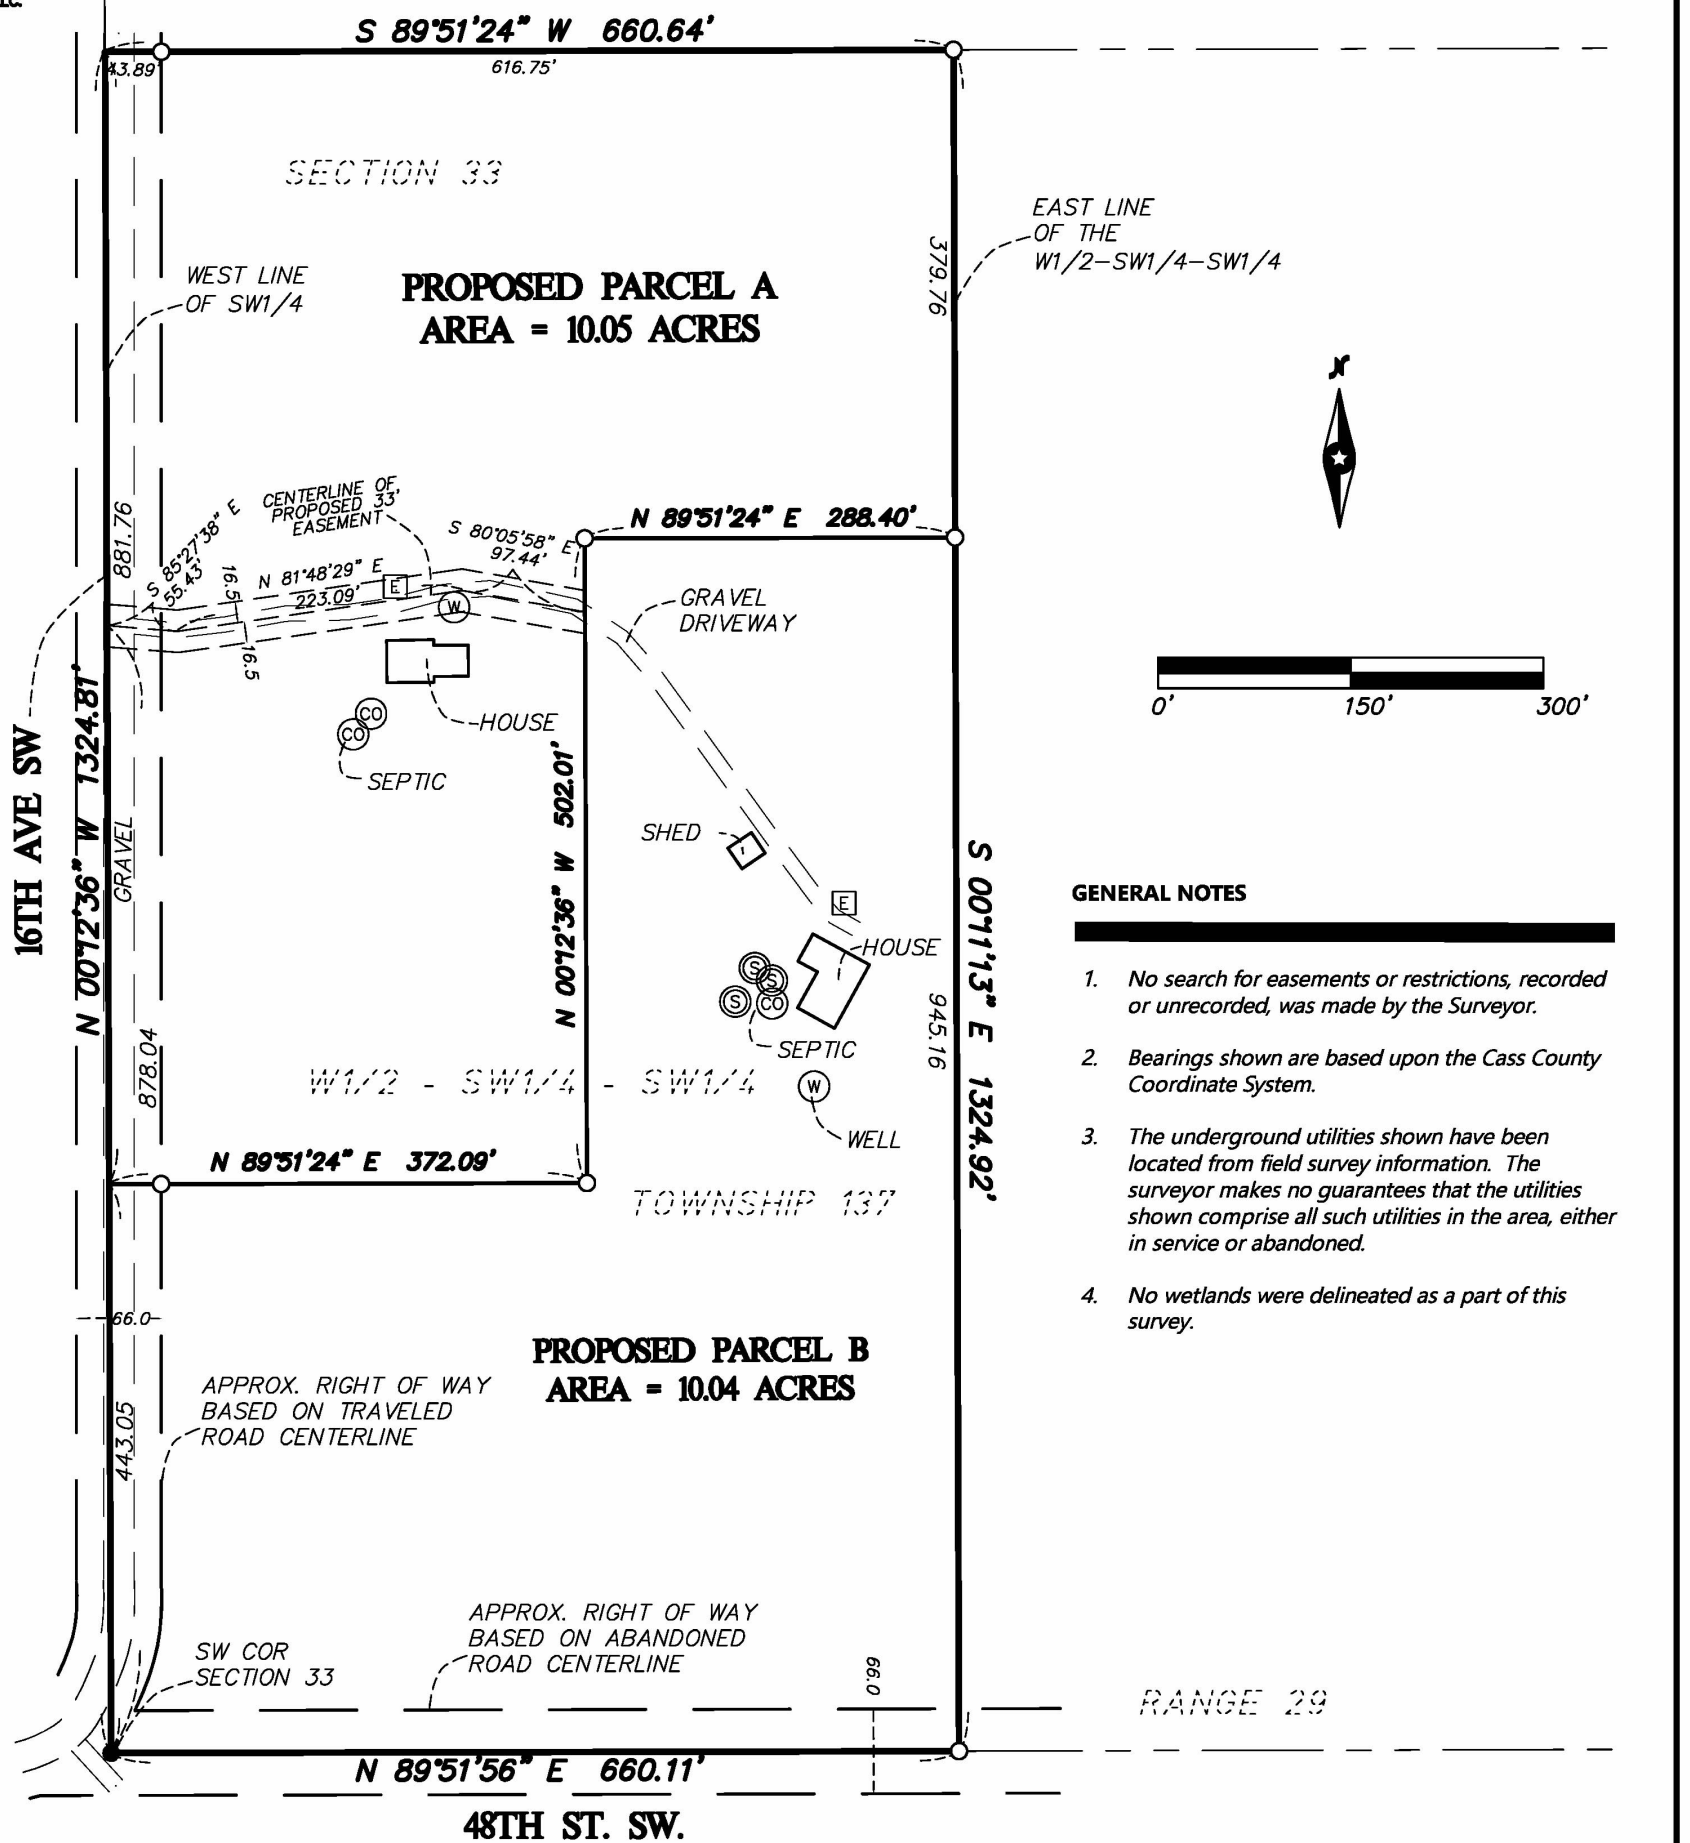 S 89°51'24" W 660.64'
43.89'
616.75'
SECTION 33
EAST LINE
OF THE
W1/2-SW1/4-SW1/4
379.76
WEST LINE
OF SW1/4
PROPOSED PARCEL A
AREA = 10.05 ACRES
N
881.76
S 85°27'38" E
55.43'
CENTERLINE OF
PROPOSED 33'
EASEMENT
S 80°05'58" E
97.44'
N 89°51'24" E 288.40'
16.5
N 81°48'29" E
223.09'
E
W
16.5
GRAVEL
DRIVEWAY
0' 150' 300'
HOUSE
CO
CO
SEPTIC
16TH AVE SW
N 00°12'36" W 1324.81'
GRAVEL
N 00°12'36" W 502.01'
SHED
E
HOUSE
S
S
S
CO
SEPTIC
W
WELL
945.16
S 00°11'13" E 1324.92'
878.04
W1/2 - SW1/4 - SW1/4
N 89°51'24" E 372.09'
TOWNSHIP 137
GENERAL NOTES
1. No search for easements or restrictions, recorded
or unrecorded, was made by the Surveyor.
2. Bearings shown are based upon the Cass County
Coordinate System.
3. The underground utilities shown have been
located from field survey information. The
surveyor makes no guarantees that the utilities
shown comprise all such utilities in the area, either
in service or abandoned.
4. No wetlands were delineated as a part of this
survey.
66.0
PROPOSED PARCEL B
AREA = 10.04 ACRES
443.05
APPROX. RIGHT OF WAY
BASED ON TRAVELED
ROAD CENTERLINE
APPROX. RIGHT OF WAY
BASED ON ABANDONED
ROAD CENTERLINE
SW COR
SECTION 33
66.0
RANGE 29
N 89°51'56" E 660.11'
48TH ST. SW.